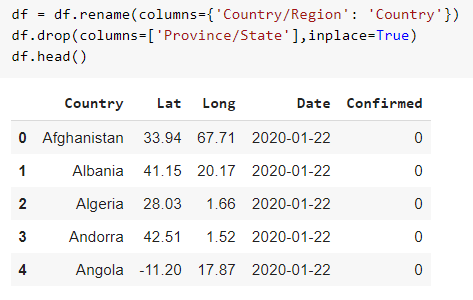 df = df.rename(columns={'Country/Region': 'Country'})
df.drop(columns=['Province/State'],inplace=True)
df.head()
Country Lat Long Date Confirmed
0 Afghanistan 33.94 67.71 2020-01-22 0
1 Albania 41.15 20.17 2020-01-22 0
2 Algeria 28.03 1.66 2020-01-22 0
3 Andorra 42.51 1.52 2020-01-22 0
4 Angola -11.20 17.87 2020-01-22 0